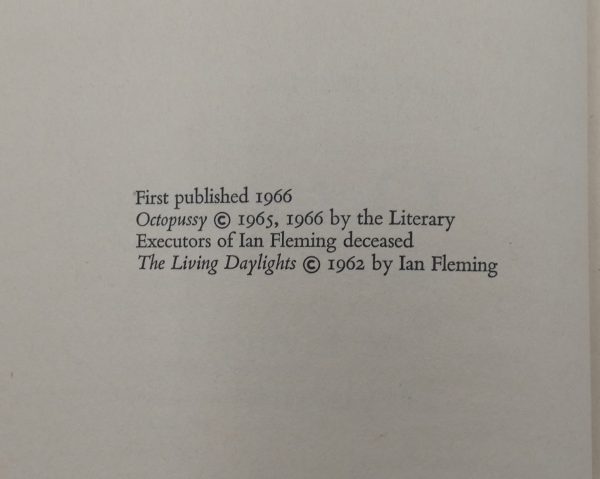 First published 1966
Octopussy © 1965, 1966 by the Literary
Executors of Ian Fleming deceased
The Living Daylights © 1962 by Ian Fleming